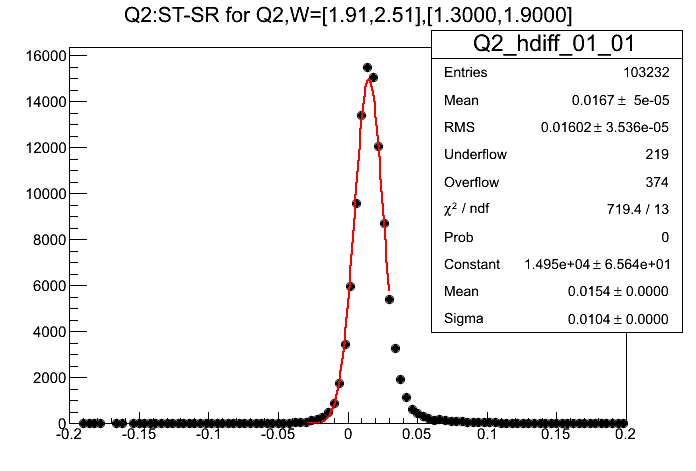 Q2:ST-SR for Q2,W=[1.91,2.51],[1.3000,1.9000]
Q2_hdiff_01_01
Entries 103232
Mean 0.0167 ± 5e-05
RMS 0.01602 ± 3.536e-05
Underflow 219
Overflow 374
χ² / ndf 719.4 / 13
Prob 0
Constant 1.495e+04 ± 6.564e+01
Mean 0.0154 ± 0.0000
Sigma 0.0104 ± 0.0000
16000
14000
12000
10000
8000
6000
4000
2000
0
-0.2 -0.15 -0.1 -0.05 0 0.05 0.1 0.15 0.2